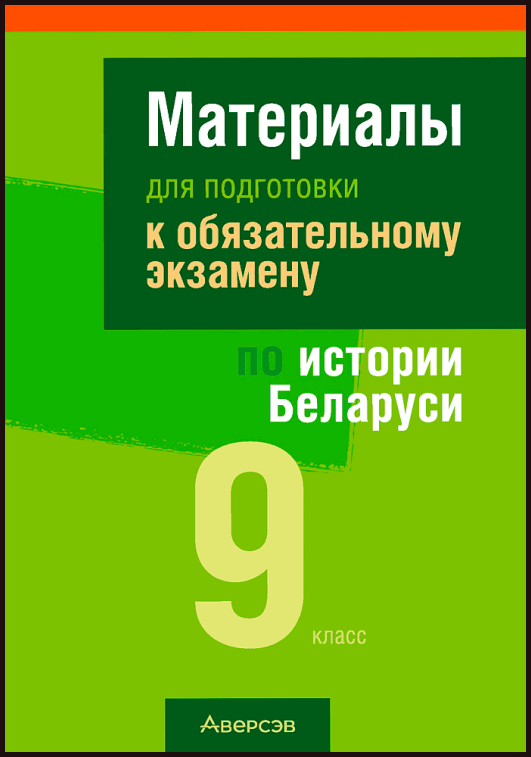 Материалы
для подготовки
к обязательному
экзамену
по истории
Беларуси
9
класс
Аверсэв